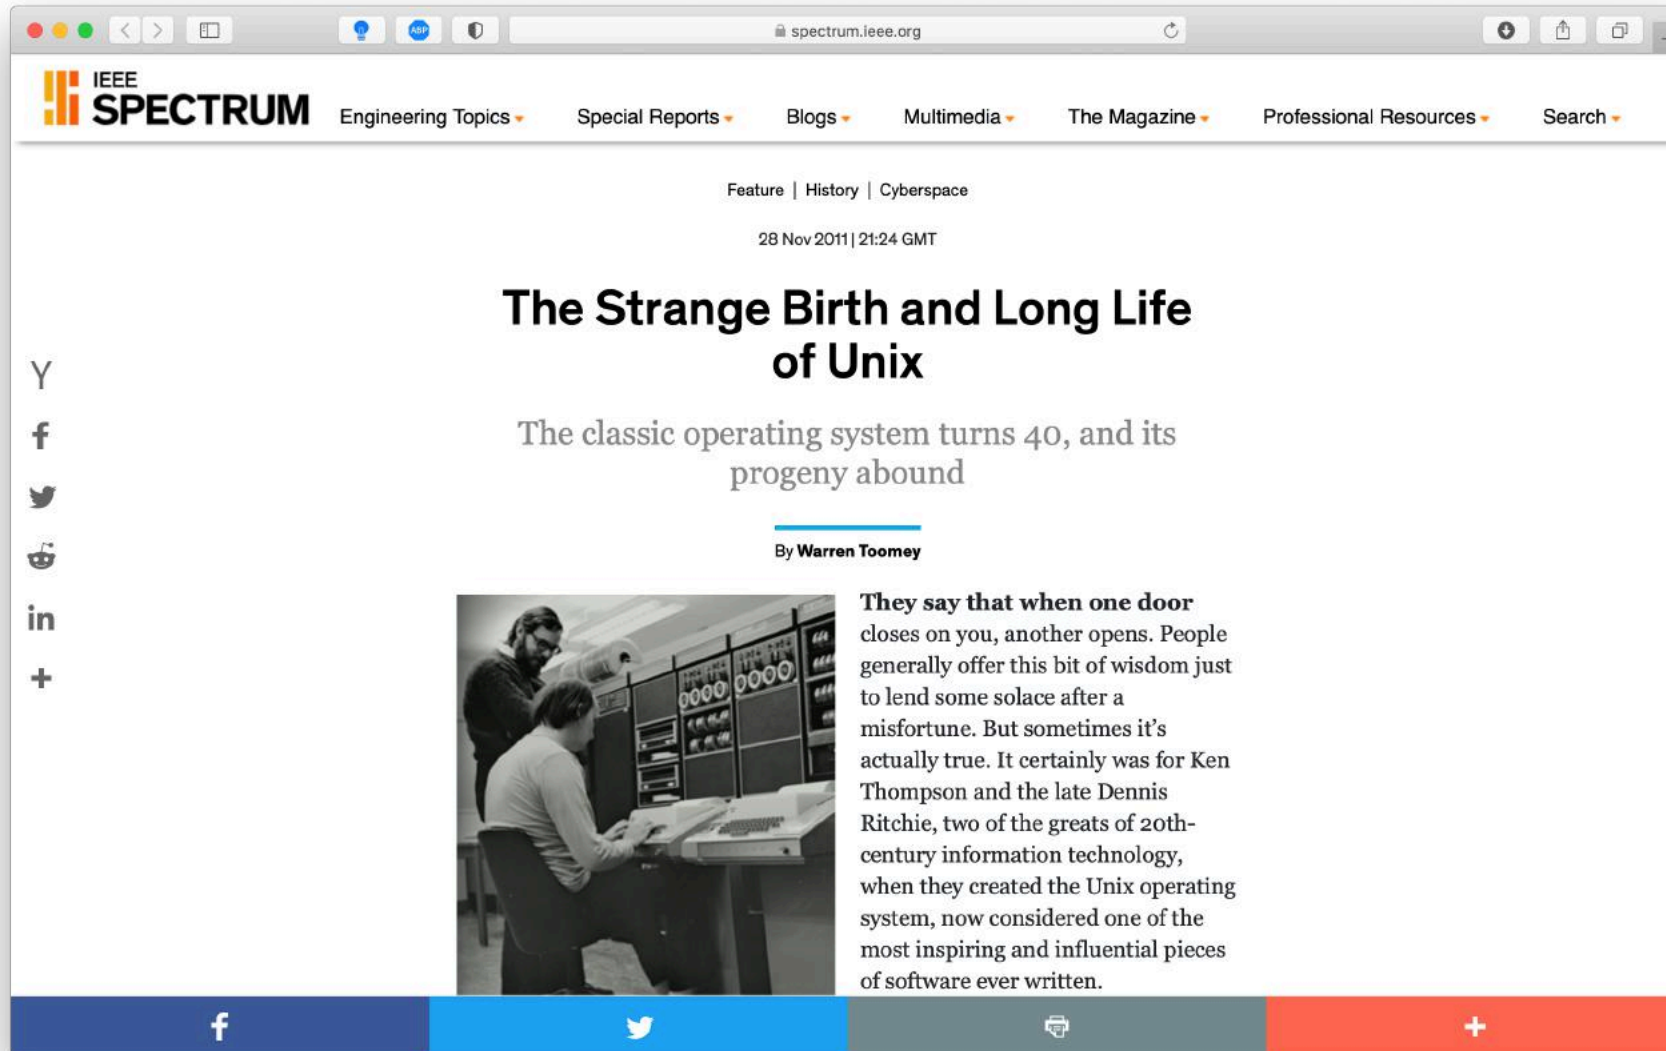 ABP
spectrum.ieee.org
IEEE
SPECTRUM
Engineering Topics
Special Reports
Blogs
Multimedia
The Magazine
Professional Resources
Search
Feature | History | Cyberspace
28 Nov 2011 | 21:24 GMT
The Strange Birth and Long Life
of Unix
The classic operating system turns 40, and its
progeny abound
By Warren Toomey
They say that when one door
closes on you, another opens. People
generally offer this bit of wisdom just
to lend some solace after a
misfortune. But sometimes it’s
actually true. It certainly was for Ken
Thompson and the late Dennis
Ritchie, two of the greats of 20th-
century information technology,
when they created the Unix operating
system, now considered one of the
most inspiring and influential pieces
of software ever written.